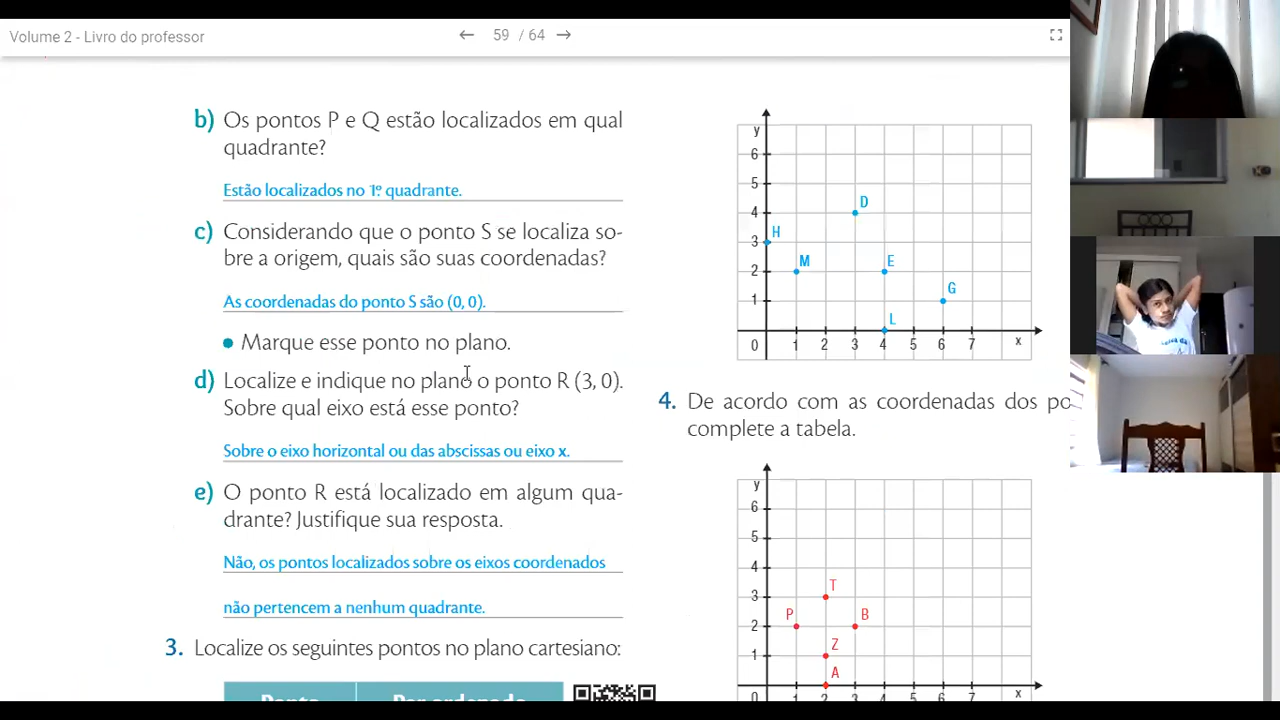 Volume 2 - Livro do professor
59 / 64
b) Os pontos P e Q estão localizados em qual
quadrante?
Estão localizados no 1º. quadrante.
c) Considerando que o ponto S se localiza so-
bre a origem, quais são suas coordenadas?
As coordenadas do ponto S são (0, 0).
• Marque esse ponto no plano.
d) Localize e indique no plano o ponto R (3, 0).
Sobre qual eixo está esse ponto?
Sobre o eixo horizontal ou das abscissas ou eixo x.
e) O ponto R está localizado em algum qua-
drante? Justifique sua resposta.
Não, os pontos localizados sobre os eixos coordenados
não pertencem a nenhum quadrante.
3. Localize os seguintes pontos no plano cartesiano:
Ponto Par ordenado
y
6
5
4 D
3 H
2 M E
1 G
L
0 1 2 3 4 5 6 7 x
4. De acordo com as coordenadas dos po
complete a tabela.
y
6
5
4
3 T
2 P B
1 Z
A
0 1 2 3 4 5 6 7 x